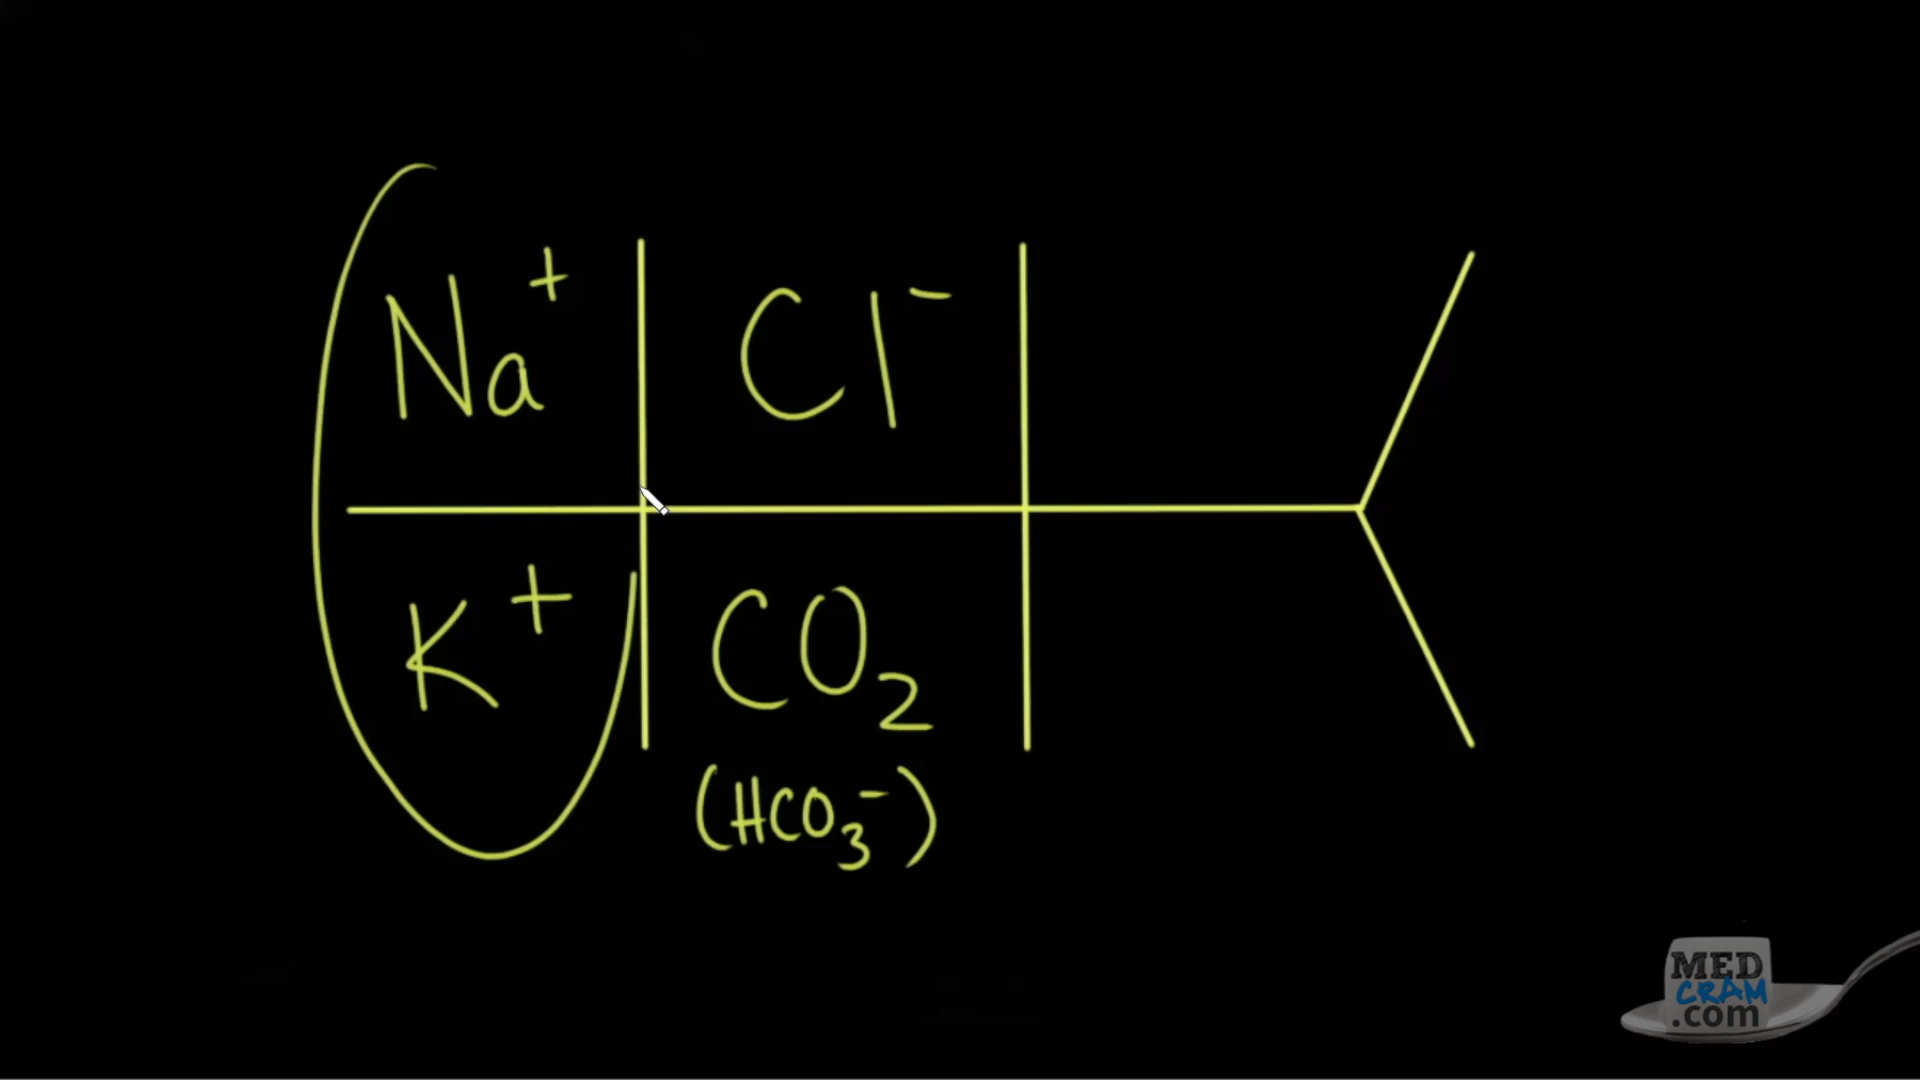 Na⁺ Cl⁻
K⁺ CO₂
(HCO₃⁻)
MED
CRAM
.com